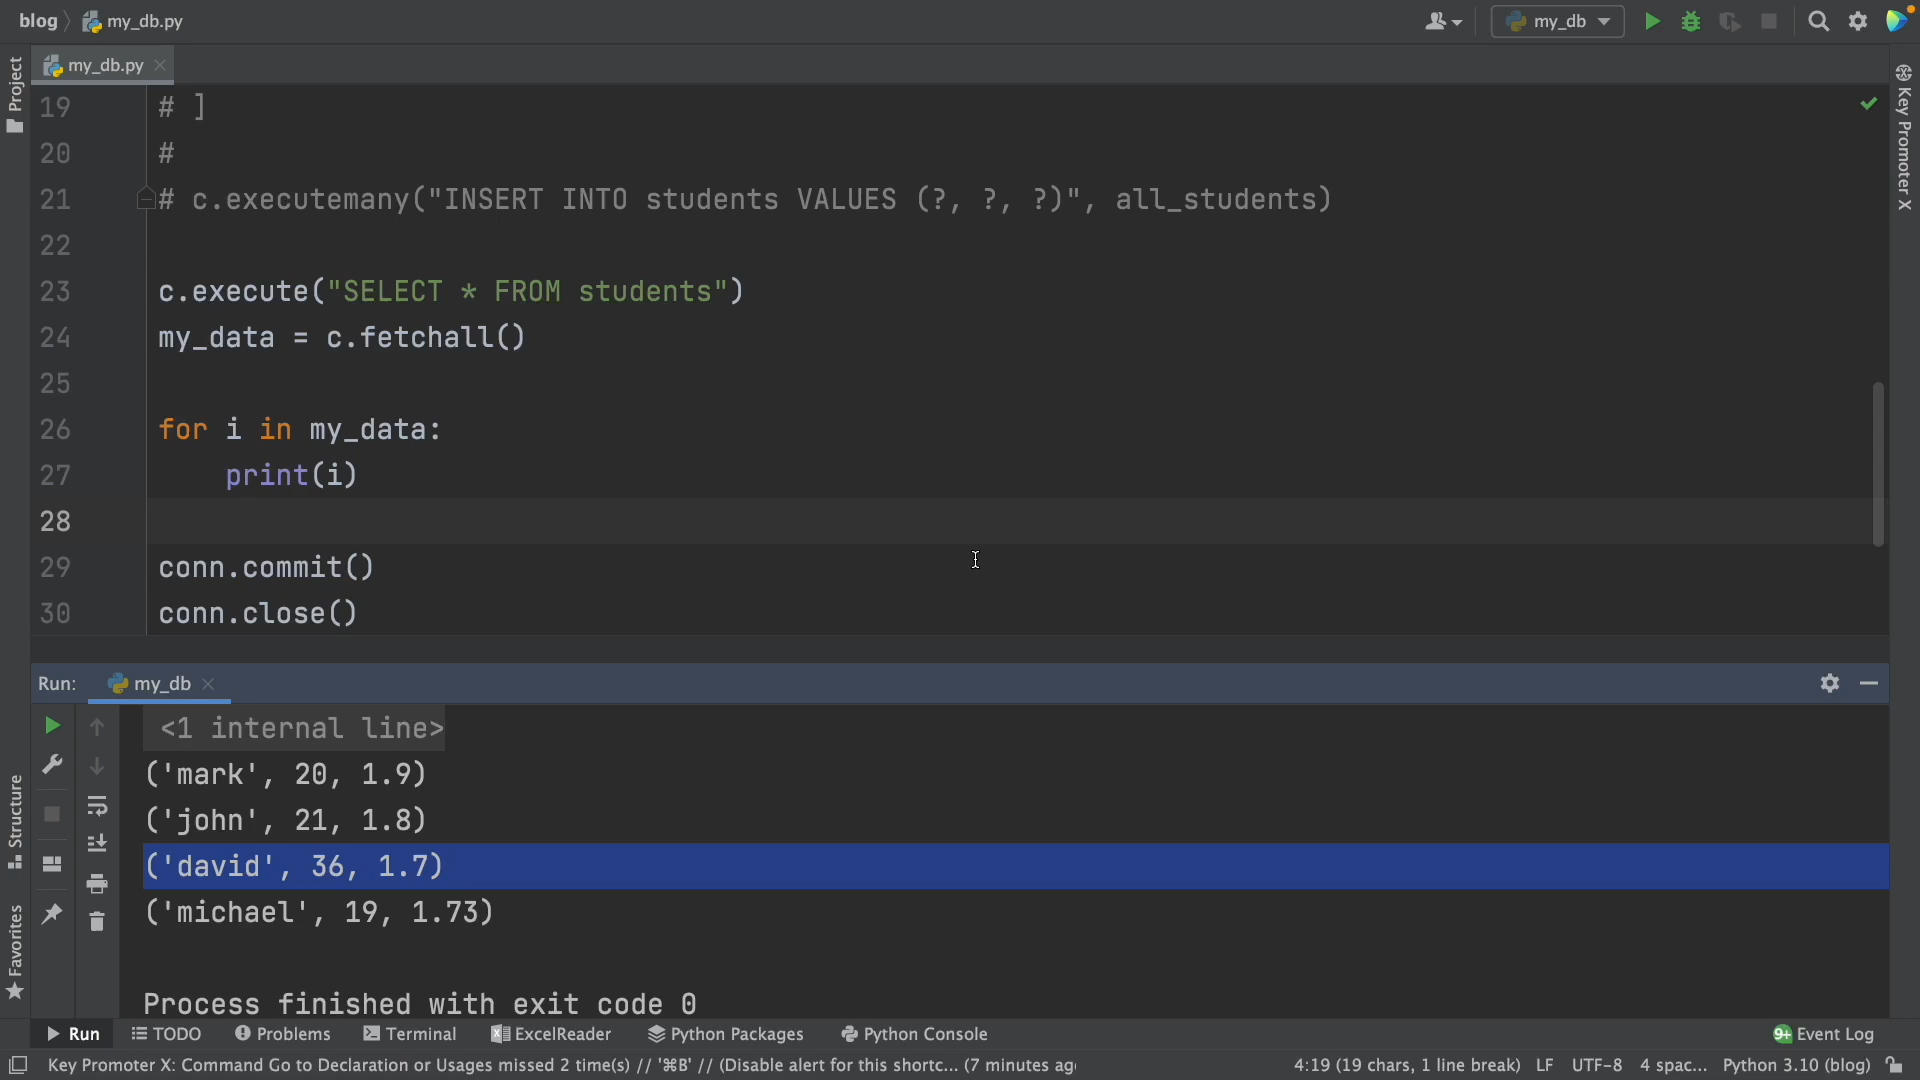 blog my_db.py
my_db
my_db.py
Project
Key Promoter X
19 # ]
20 #
21 # c.executemany("INSERT INTO students VALUES (?, ?, ?)", all_students)
22
23 c.execute("SELECT * FROM students")
24 my_data = c.fetchall()
25
26 for i in my_data:
27 print(i)
28
29 conn.commit()
30 conn.close()
Run: my_db
<1 internal line>
('mark', 20, 1.9)
('john', 21, 1.8)
('david', 36, 1.7)
('michael', 19, 1.73)
Process finished with exit code 0
Structure
Favorites
Run TODO Problems Terminal ExcelReader Python Packages Python Console 9+ Event Log
Key Promoter X: Command Go to Declaration or Usages missed 2 time(s) // '⌘B' // (Disable alert for this shortc... (7 minutes ag 4:19 (19 chars, 1 line break) LF UTF-8 4 spac... Python 3.10 (blog)